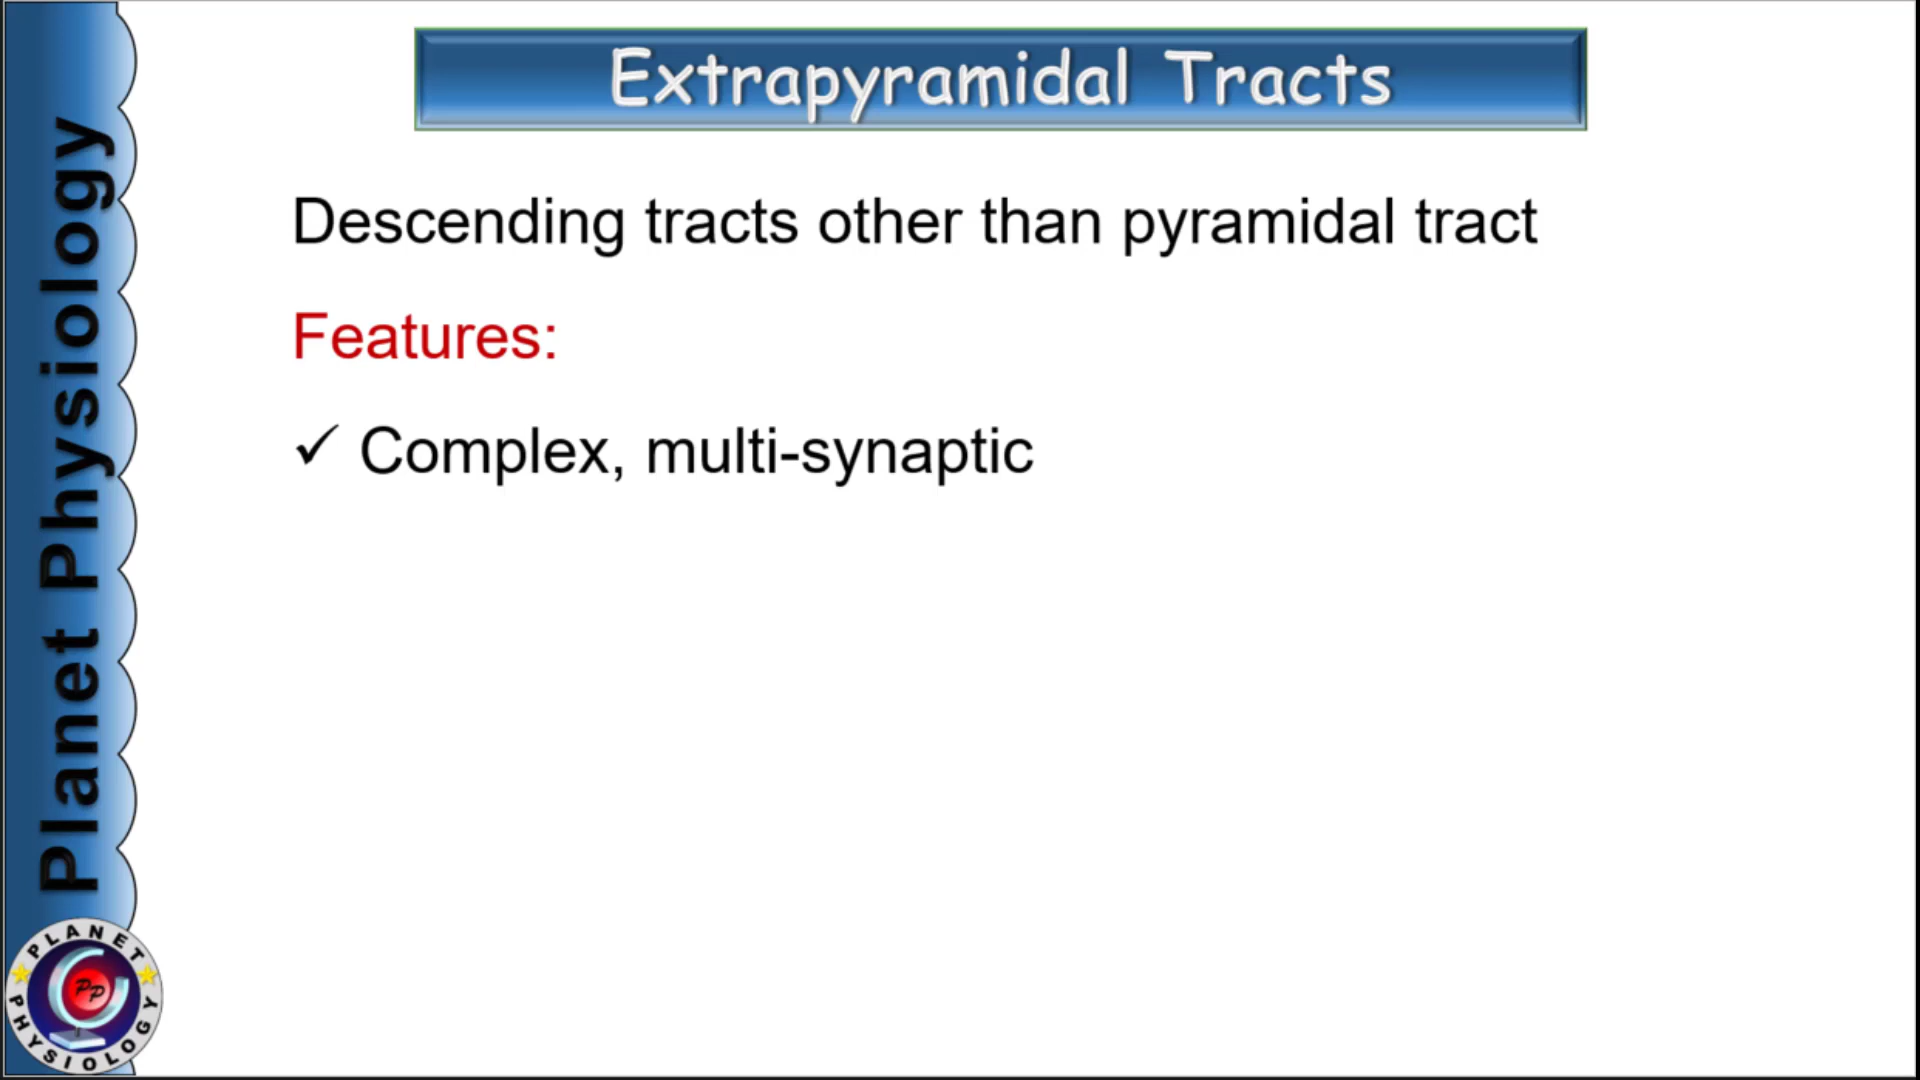 Extrapyramidal Tracts
Descending tracts other than pyramidal tract
Features:
✓ Complex, multi-synaptic
Planet Physiology
PLANET
PP
PHYSIOLOGY